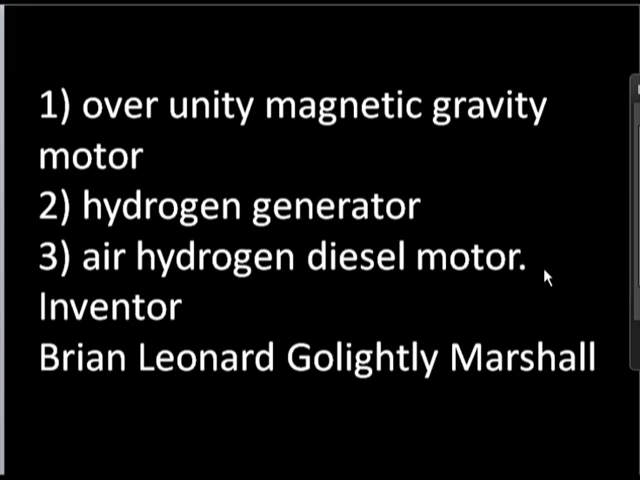 1) over unity magnetic gravity
motor
2) hydrogen generator
3) air hydrogen diesel motor.
Inventor
Brian Leonard Golightly Marshall